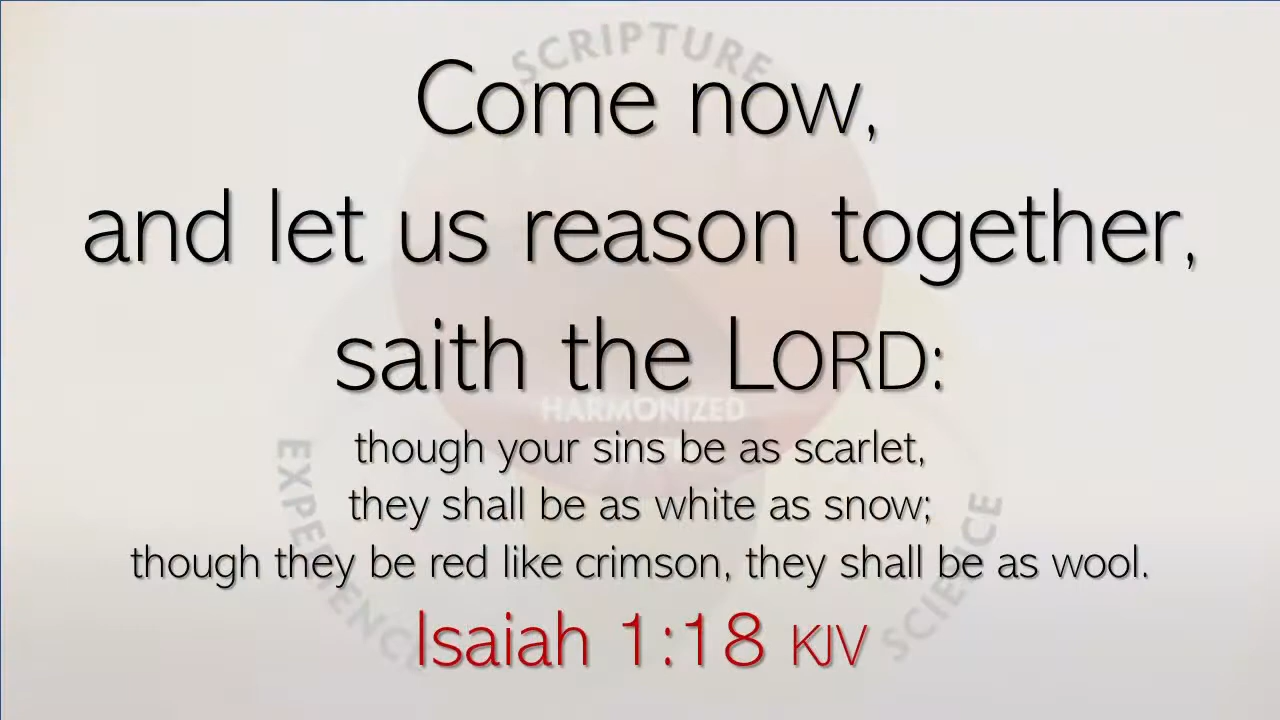 SCRIPTURE
Come now,
and let us reason together,
saith the LORD:
HARMONIZED
though your sins be as scarlet,
they shall be as white as snow;
though they be red like crimson, they shall be as wool.
EXPERIENCE
SCIENCE
Isaiah 1:18 KJV